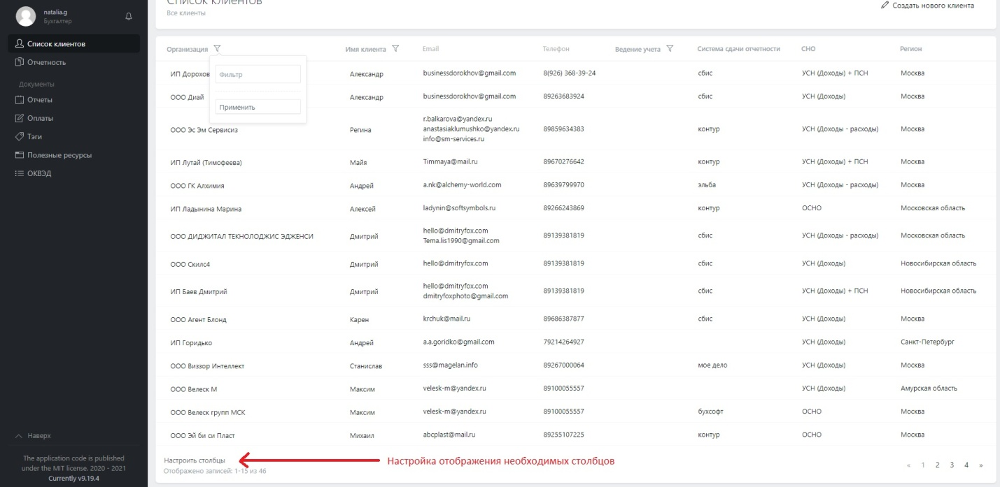 natalia.g
Бухгалтер
Список клиентов
Отчетность
Документы
Отчеты
Оплаты
Тэги
Полезные ресурсы
ОКВЭД
Наверх
The application code is published
under the MIT license. 2020 - 2021
Currently v9.19.4
Список клиентов
Все клиенты
Создать нового клиента
Организация Имя клиента Email Телефон Ведение учета Система сдачи отчетности СНО Регион
Фильтр
Применить
ИП Дорохов Александр businessdorokhov@gmail.com 8(926) 368-39-24 сбис УСН (Доходы) + ПСН Москва
ООО Диай Александр businessdorokhov@gmail.com 89263683924 сбис УСН (Доходы) Москва
r.balkarova@yandex.ru
ООО Эс Эм Сервисиз Регина anastasiaklumushko@yandex.ru 89859634383 контур УСН (Доходы - расходы) Москва
info@sm-services.ru
ИП Лутай (Тимофеева) Майя Timmaya@mail.ru 89670276642 контур УСН (Доходы) + ПСН Москва
ООО ГК Алхимия Андрей a.nk@alchemy-world.com 89639799970 эльба УСН (Доходы - расходы) Москва
ИП Ладынина Марина Алексей ladynin@softsymbols.ru 89266243869 контур ОСНО Московская область
hello@dmitryfox.com
ООО ДИДЖИТАЛ ТЕКНОЛОДЖИС ЭДЖЕНСИ Дмитрий 89139381819 сбис УСН (Доходы - расходы) Московская область
Tema.lis1990@gmail.com
ООО Скилс4 Дмитрий hello@dmitryfox.com 89139381819 сбис УСН (Доходы) Новосибирская область
hello@dmitryfox.com
ИП Баев Дмитрий Дмитрий 89139381819 сбис УСН (Доходы) + ПСН Новосибирская область
dmitryfoxphoto@gmail.com
ООО Агент Блонд Карен krchuk@mail.ru 89686387877 сбис УСН (Доходы) Москва
ИП Горидько Андрей a.a.goridko@gmail.com 79214264927 УСН (Доходы) Санкт-Петербург
ООО Виззор Интеллект Станислав sss@magelan.info 89267000064 мое дело УСН (Доходы) Москва
ООО Велеск М Максим velesk-m@yandex.ru 89100055557 УСН (Доходы) Амурская область
ООО Велеск групп МСК Максим velesk-m@yandex.ru 89100055557 бухсофт ОСНО Москва
ООО Эй би си Пласт Михаил abcplast@mail.ru 89255107225 контур ОСНО Москва
Настроить столбцы Настройка отображения необходимых столбцов
Отображено записей: 1-15 из 46
« 1 2 3 4 »